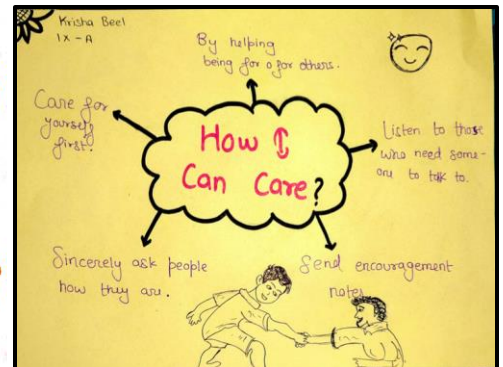 Krisha Beel
IX - A
By helping
being for o for others.
Care for
yourself
first.
How I
Can Care?
Listen to those
who need some-
one to talk to.
Sincerely ask people
how they are.
Send encouragement
notes